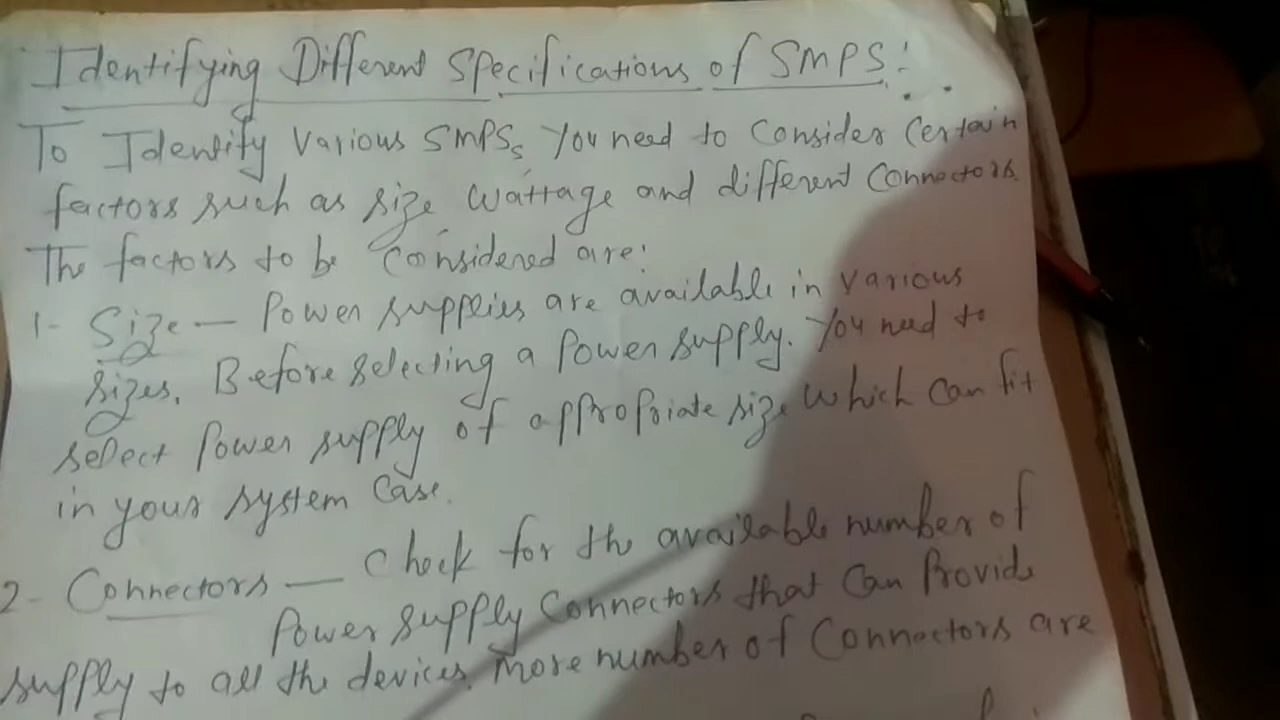 Identifying Different Specifications of SMPS:
To Identify various SMPSs you need to consider certain
factors such as size, wattage and different connectors.
The factors to be considered are:
1- Size — Power supplies are available in various
sizes. Before selecting a power supply. You need to
select power supply of appropriate size which can fit
in your system case.
2- Connectors — Check for the available number of
Power supply connectors that can provide
supply to all the devices. More number of connectors are